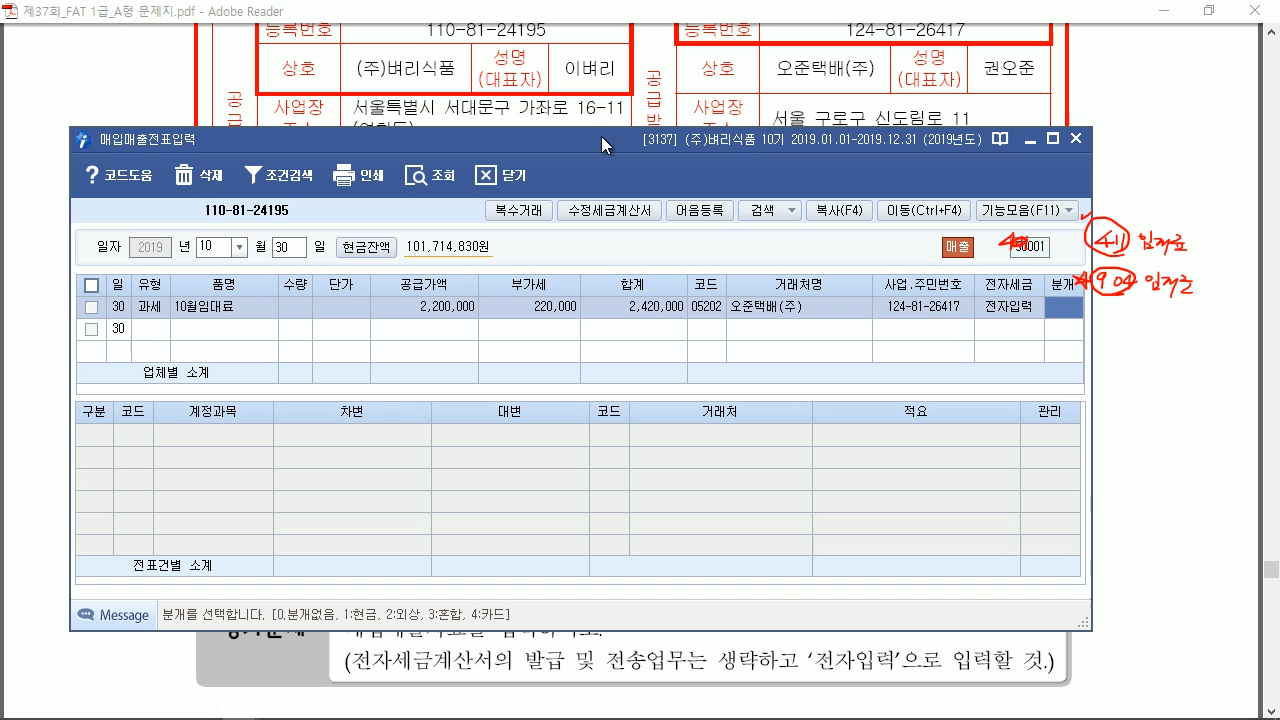 제37회_FAT 1급_A형 문제지.pdf - Adobe Reader
등록번호 110-81-24195 등록번호 124-81-26417
상호 (주)벼리식품 성명 (대표자) 이벼리 상호 오준택배(주) 성명 (대표자) 권오준
공급 사업장 서울특별시 서대문구 가좌로 16-11 공급받 사업장 서울 구로구 신도림로 11
매입매출전표입력 [3137] (주)벼리식품 10기 2019.01.01-2019.12.31 (2019년도)
? 코드도움 삭제 조건검색 인쇄 조회 닫기
110-81-24195 복수거래 수정세금계산서 어음등록 검색 복사(F4) 이동(Ctrl+F4) 기능모음(F11)
일자 2019 년 10 월 30 일 현금잔액 101,714,830원 매출 50001
411 임대료
904 임대료
일 유형 품명 수량 단가 공급가액 부가세 합계 코드 거래처명 사업.주민번호 전자세금 분개
30 과세 10월임대료 2,200,000 220,000 2,420,000 05202 오준택배(주) 124-81-26417 전자입력
30
업체별 소계
구분 코드 계정과목 차변 대변 코드 거래처 적요 관리
전표건별 소계
Message 분개를 선택합니다. [0.분개없음, 1:현금, 2:외상, 3:혼합, 4:카드]
(전자세금계산서의 발급 및 전송업무는 생략하고 ‘전자입력’으로 입력할 것.)